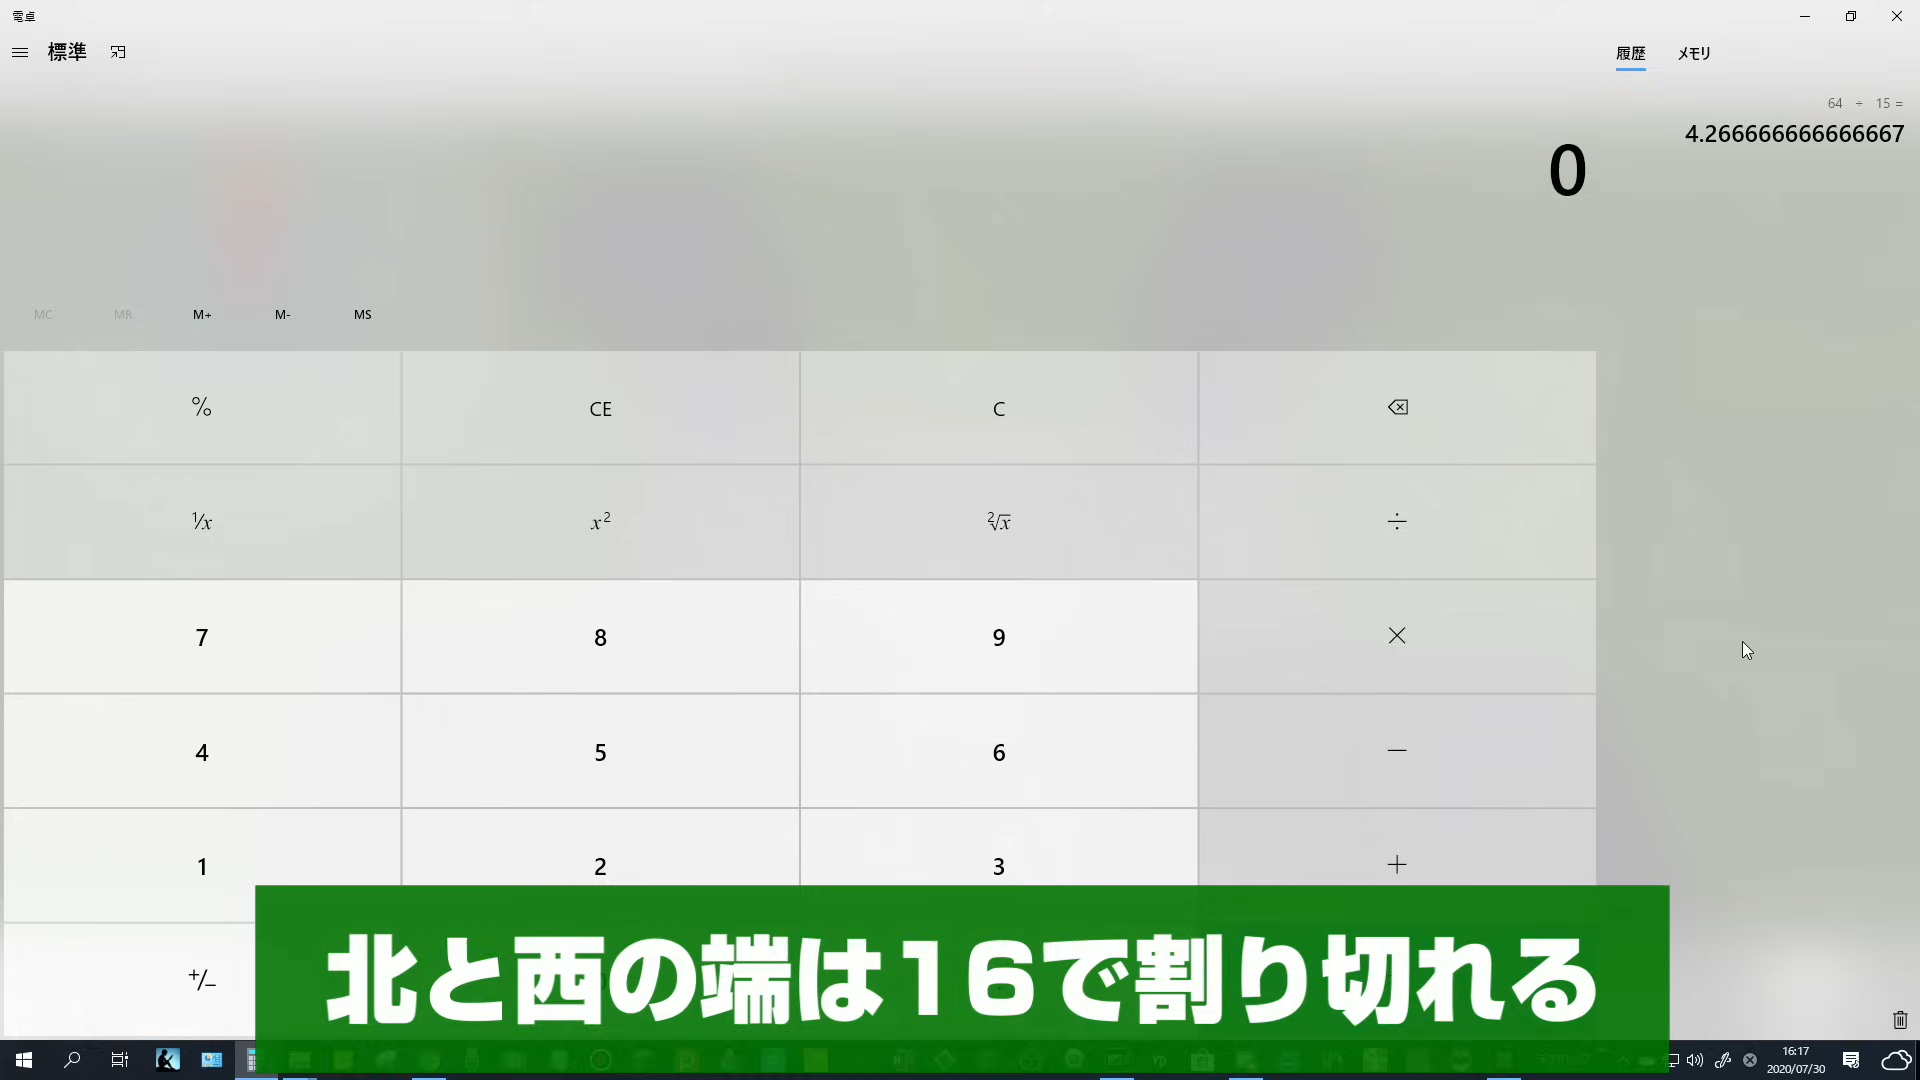 電卓
標準
履歴 メモリ
64 ÷ 15 =
4.266666666666667
0
MC MR M+ M- MS
% CE C
¹/x x² ²√x ÷
7 8 9 ×
4 5 6 −
1 2 3 +
+/−
北と西の端は16で割り切れる
16:17
2020/07/30